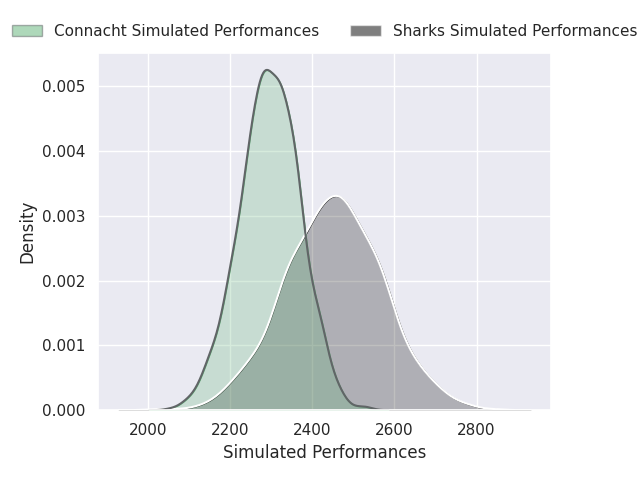 Connacht Simulated Performances Sharks Simulated Performances
0.005
0.004
0.003
0.002
0.001
0.000
Density
2000 2200 2400 2600 2800
Simulated Performances